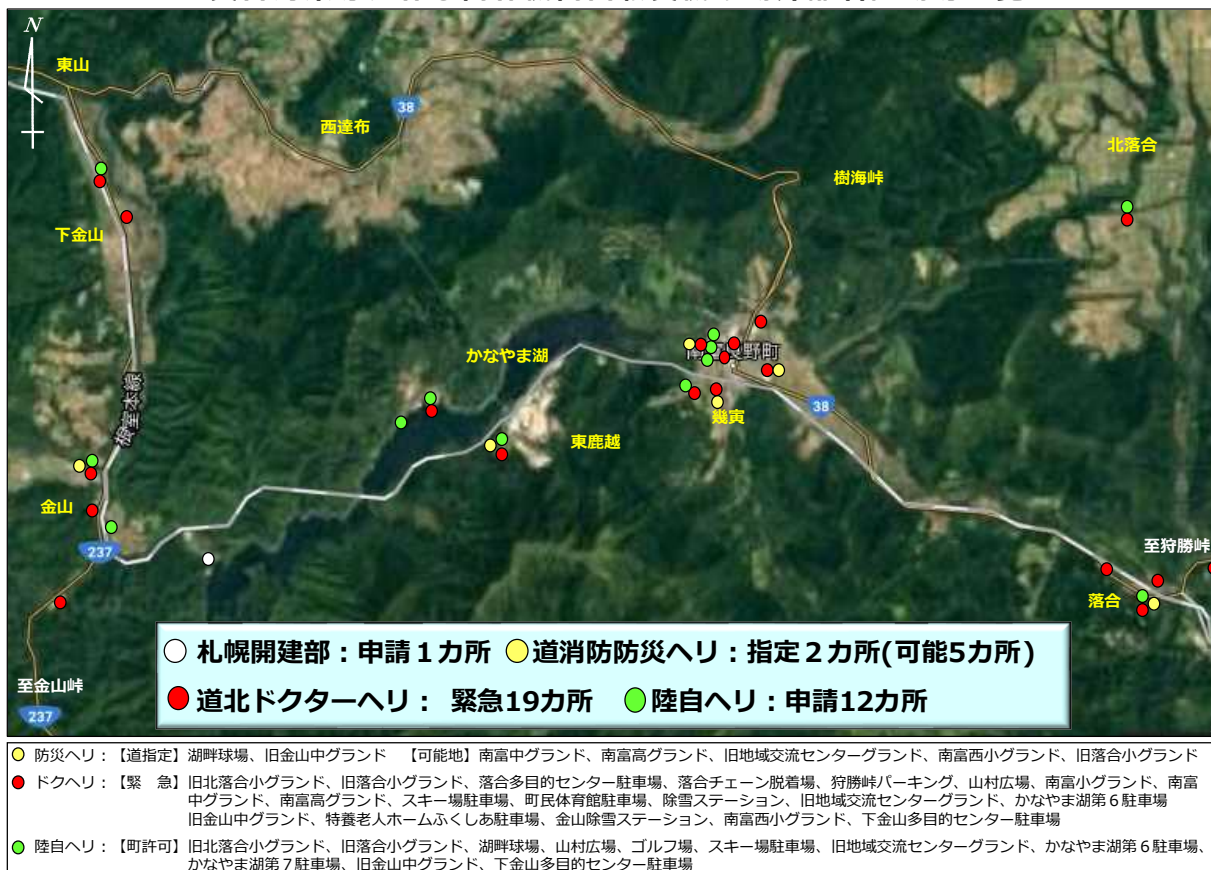 N
東山
38
西達布
北落合
樹海峠
下金山
かなやま湖
南富良野町
根室本線
38
幾寅
東鹿越
金山
237
至狩勝峠
落合
至金山峠
237
札幌開建部:申請1カ所 道消防防災ヘリ:指定2カ所(可能5カ所)
道北ドクターヘリ: 緊急19カ所 陸自ヘリ:申請12カ所
防災ヘリ:【道指定】湖畔球場、旧金山中グランド 【可能地】南富中グランド、南富高グランド、旧地域交流センターグランド、南富西小グランド、旧落合小グランド
ドクヘリ:【緊 急】旧北落合小グランド、旧落合小グランド、落合多目的センター駐車場、落合チェーン脱着場、狩勝峠パーキング、山村広場、南富小グランド、南富
中グランド、南富高グランド、スキー場駐車場、町民体育館駐車場、除雪ステーション、旧地域交流センターグランド、かなやま湖第6駐車場
旧金山中グランド、特養老人ホームふくしあ駐車場、金山除雪ステーション、南富西小グランド、下金山多目的センター駐車場
陸自ヘリ:【町許可】旧北落合小グランド、旧落合小グランド、湖畔球場、山村広場、ゴルフ場、スキー場駐車場、旧地域交流センターグランド、かなやま湖第6駐車場、
かなやま湖第7駐車場、旧金山中グランド、下金山多目的センター駐車場